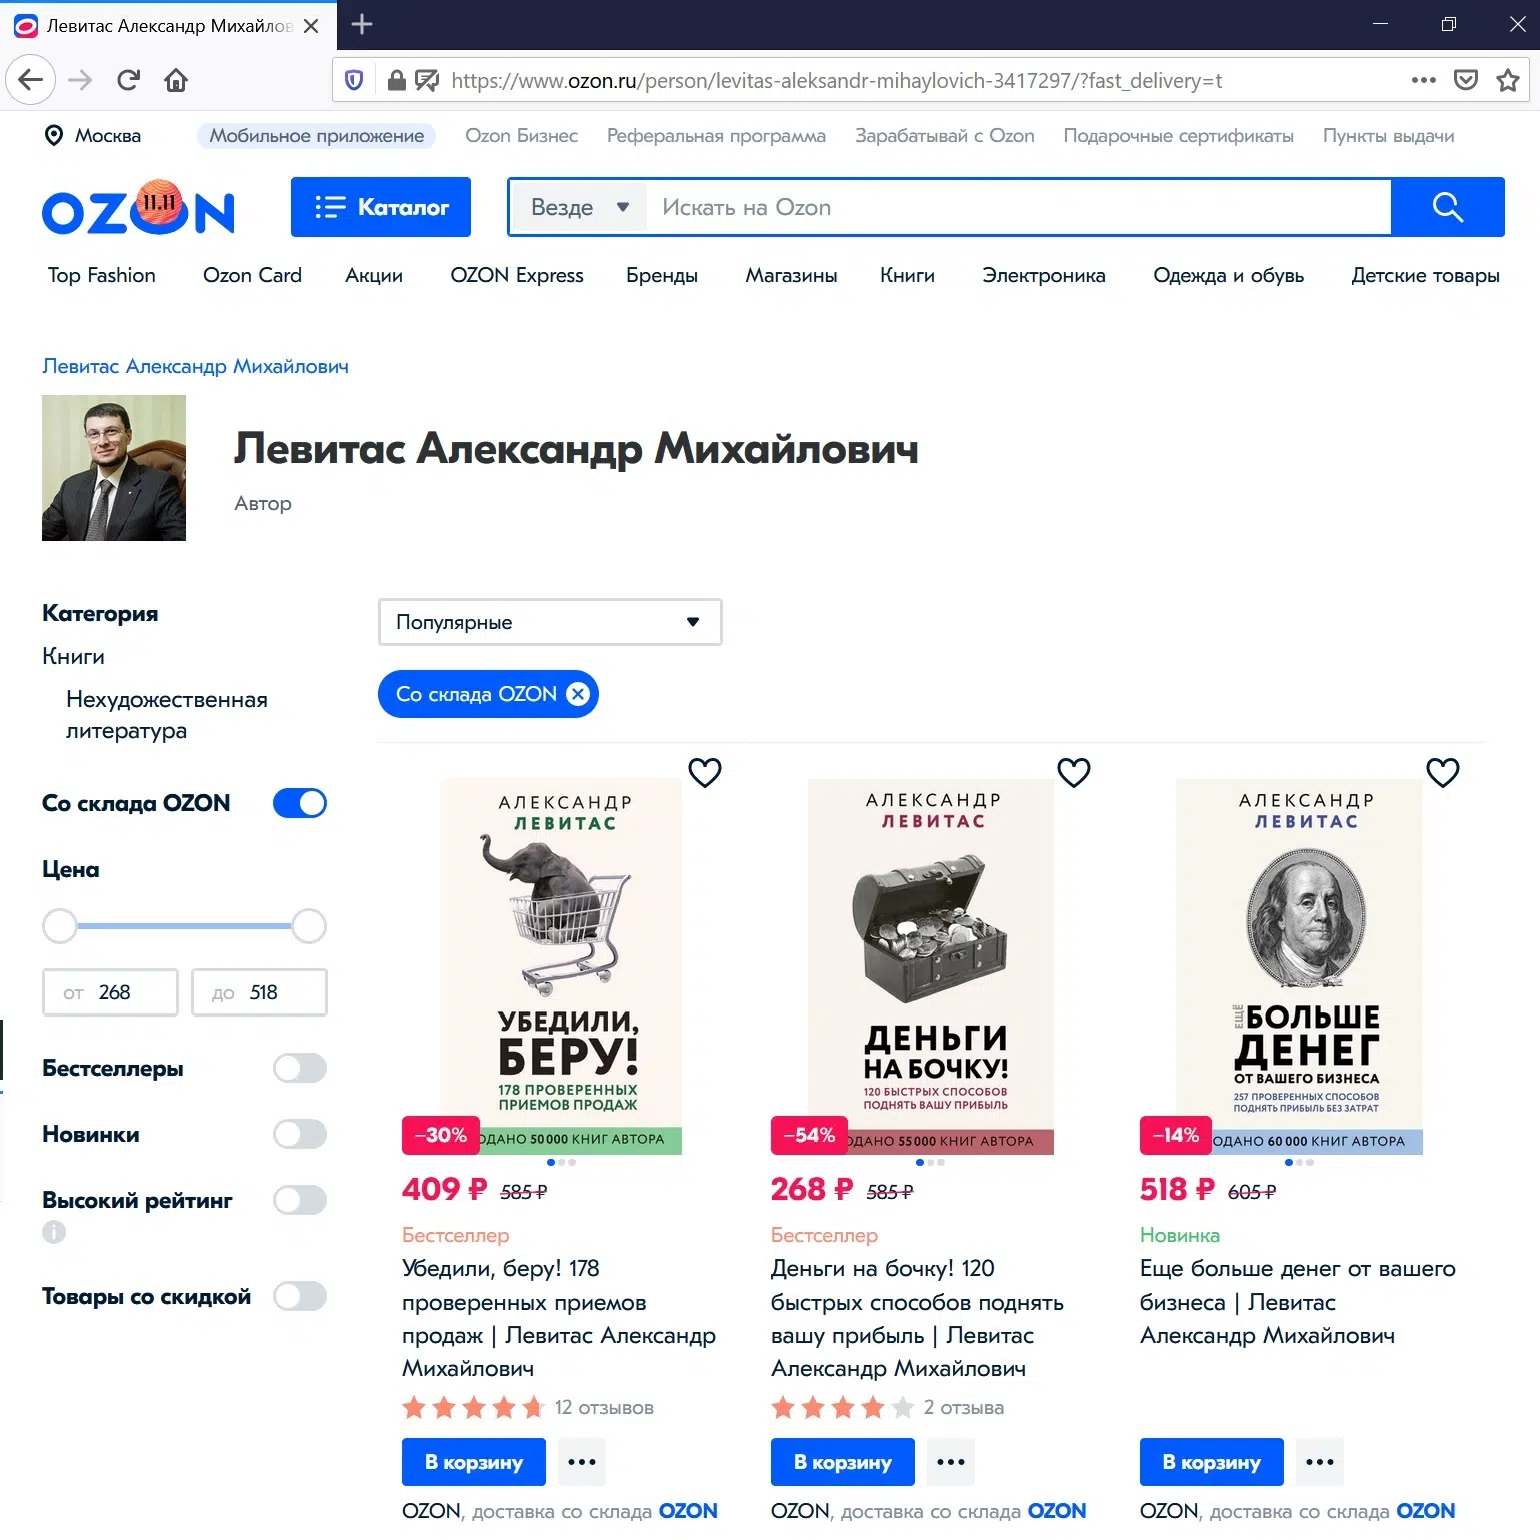 Левитас Александр Михайлов
https://www.ozon.ru/person/levitas-aleksandr-mihaylovich-3417297/?fast_delivery=t
Москва Мобильное приложение Ozon Бизнес Реферальная программа Зарабатывай с Ozon Подарочные сертификаты Пункты выдачи
OZON 11.11 Каталог Везде Искать на Ozon
Top Fashion Ozon Card Акции OZON Express Бренды Магазины Книги Электроника Одежда и обувь Детские товары
Левитас Александр Михайлович
Левитас Александр Михайлович
Автор
Категория
Книги
Нехудожественная
литература
Со склада OZON
Цена
от 268 до 518
Бестселлеры
Новинки
Высокий рейтинг
Товары со скидкой
Популярные
Со склада OZON
АЛЕКСАНДР
ЛЕВИТАС
УБЕДИЛИ,
БЕРУ!
178 ПРОВЕРЕННЫХ
ПРИЕМОВ ПРОДАЖ
ОДАНО 50 000 КНИГ АВТОРА
–30%
409 ₽ 585 ₽
Бестселлер
Убедили, беру! 178
проверенных приемов
продаж | Левитас Александр
Михайлович
12 отзывов
В корзину
OZON, доставка со склада OZON
АЛЕКСАНДР
ЛЕВИТАС
ДЕНЬГИ
НА БОЧКУ!
120 БЫСТРЫХ СПОСОБОВ
ПОДНЯТЬ ВАШУ ПРИБЫЛЬ
ОДАНО 55 000 КНИГ АВТОРА
–54%
268 ₽ 585 ₽
Бестселлер
Деньги на бочку! 120
быстрых способов поднять
вашу прибыль | Левитас
Александр Михайлович
2 отзыва
В корзину
OZON, доставка со склада OZON
АЛЕКСАНДР
ЛЕВИТАС
ЕЩЁ БОЛЬШЕ
ДЕНЕГ
ОТ ВАШЕГО БИЗНЕСА
257 ПРОВЕРЕННЫХ СПОСОБОВ
ПОДНЯТЬ ПРИБЫЛЬ БЕЗ ЗАТРАТ
ОДАНО 60 000 КНИГ АВТОРА
–14%
518 ₽ 605 ₽
Новинка
Еще больше денег от вашего
бизнеса | Левитас
Александр Михайлович
В корзину
OZON, доставка со склада OZON